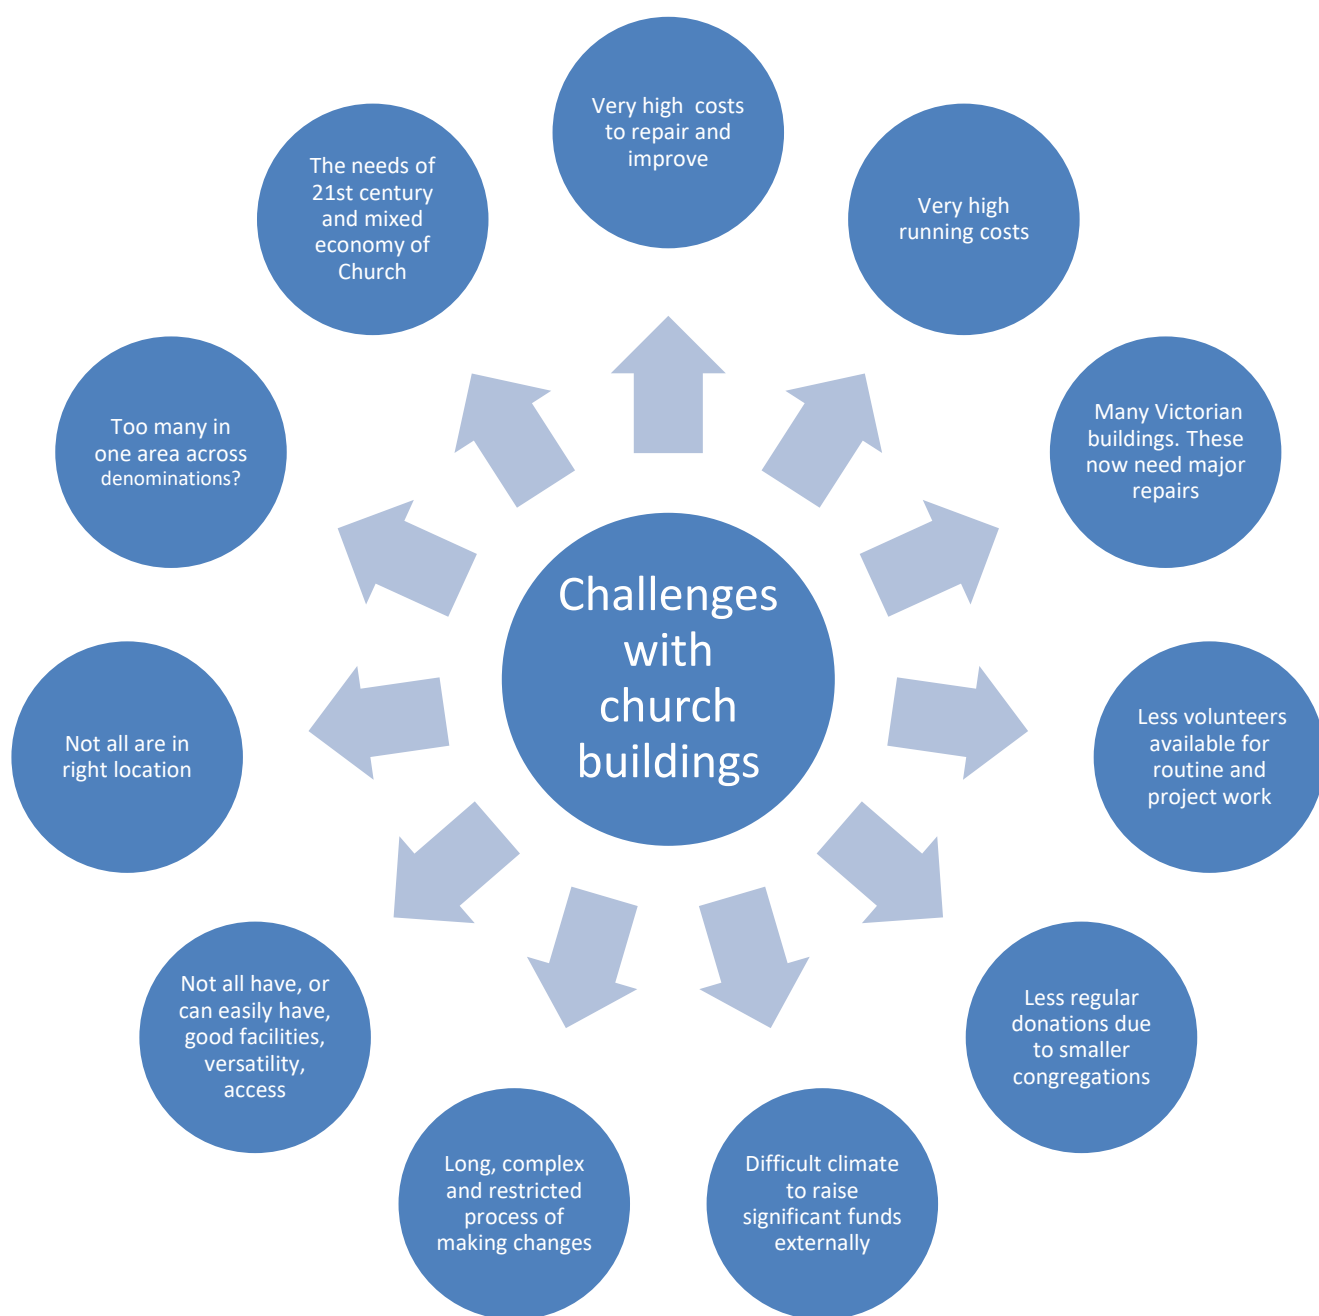 Challenges
with
church
buildings
Very high costs
to repair and
improve
Very high
running costs
Many Victorian
buildings. These
now need major
repairs
Less volunteers
available for
routine and
project work
Less regular
donations due
to smaller
congregations
Difficult climate
to raise
significant funds
externally
Long, complex
and restricted
process of
making changes
Not all have, or
can easily have,
good facilities,
versatility,
access
Not all are in
right location
Too many in
one area across
denominations?
The needs of
21st century
and mixed
economy of
Church